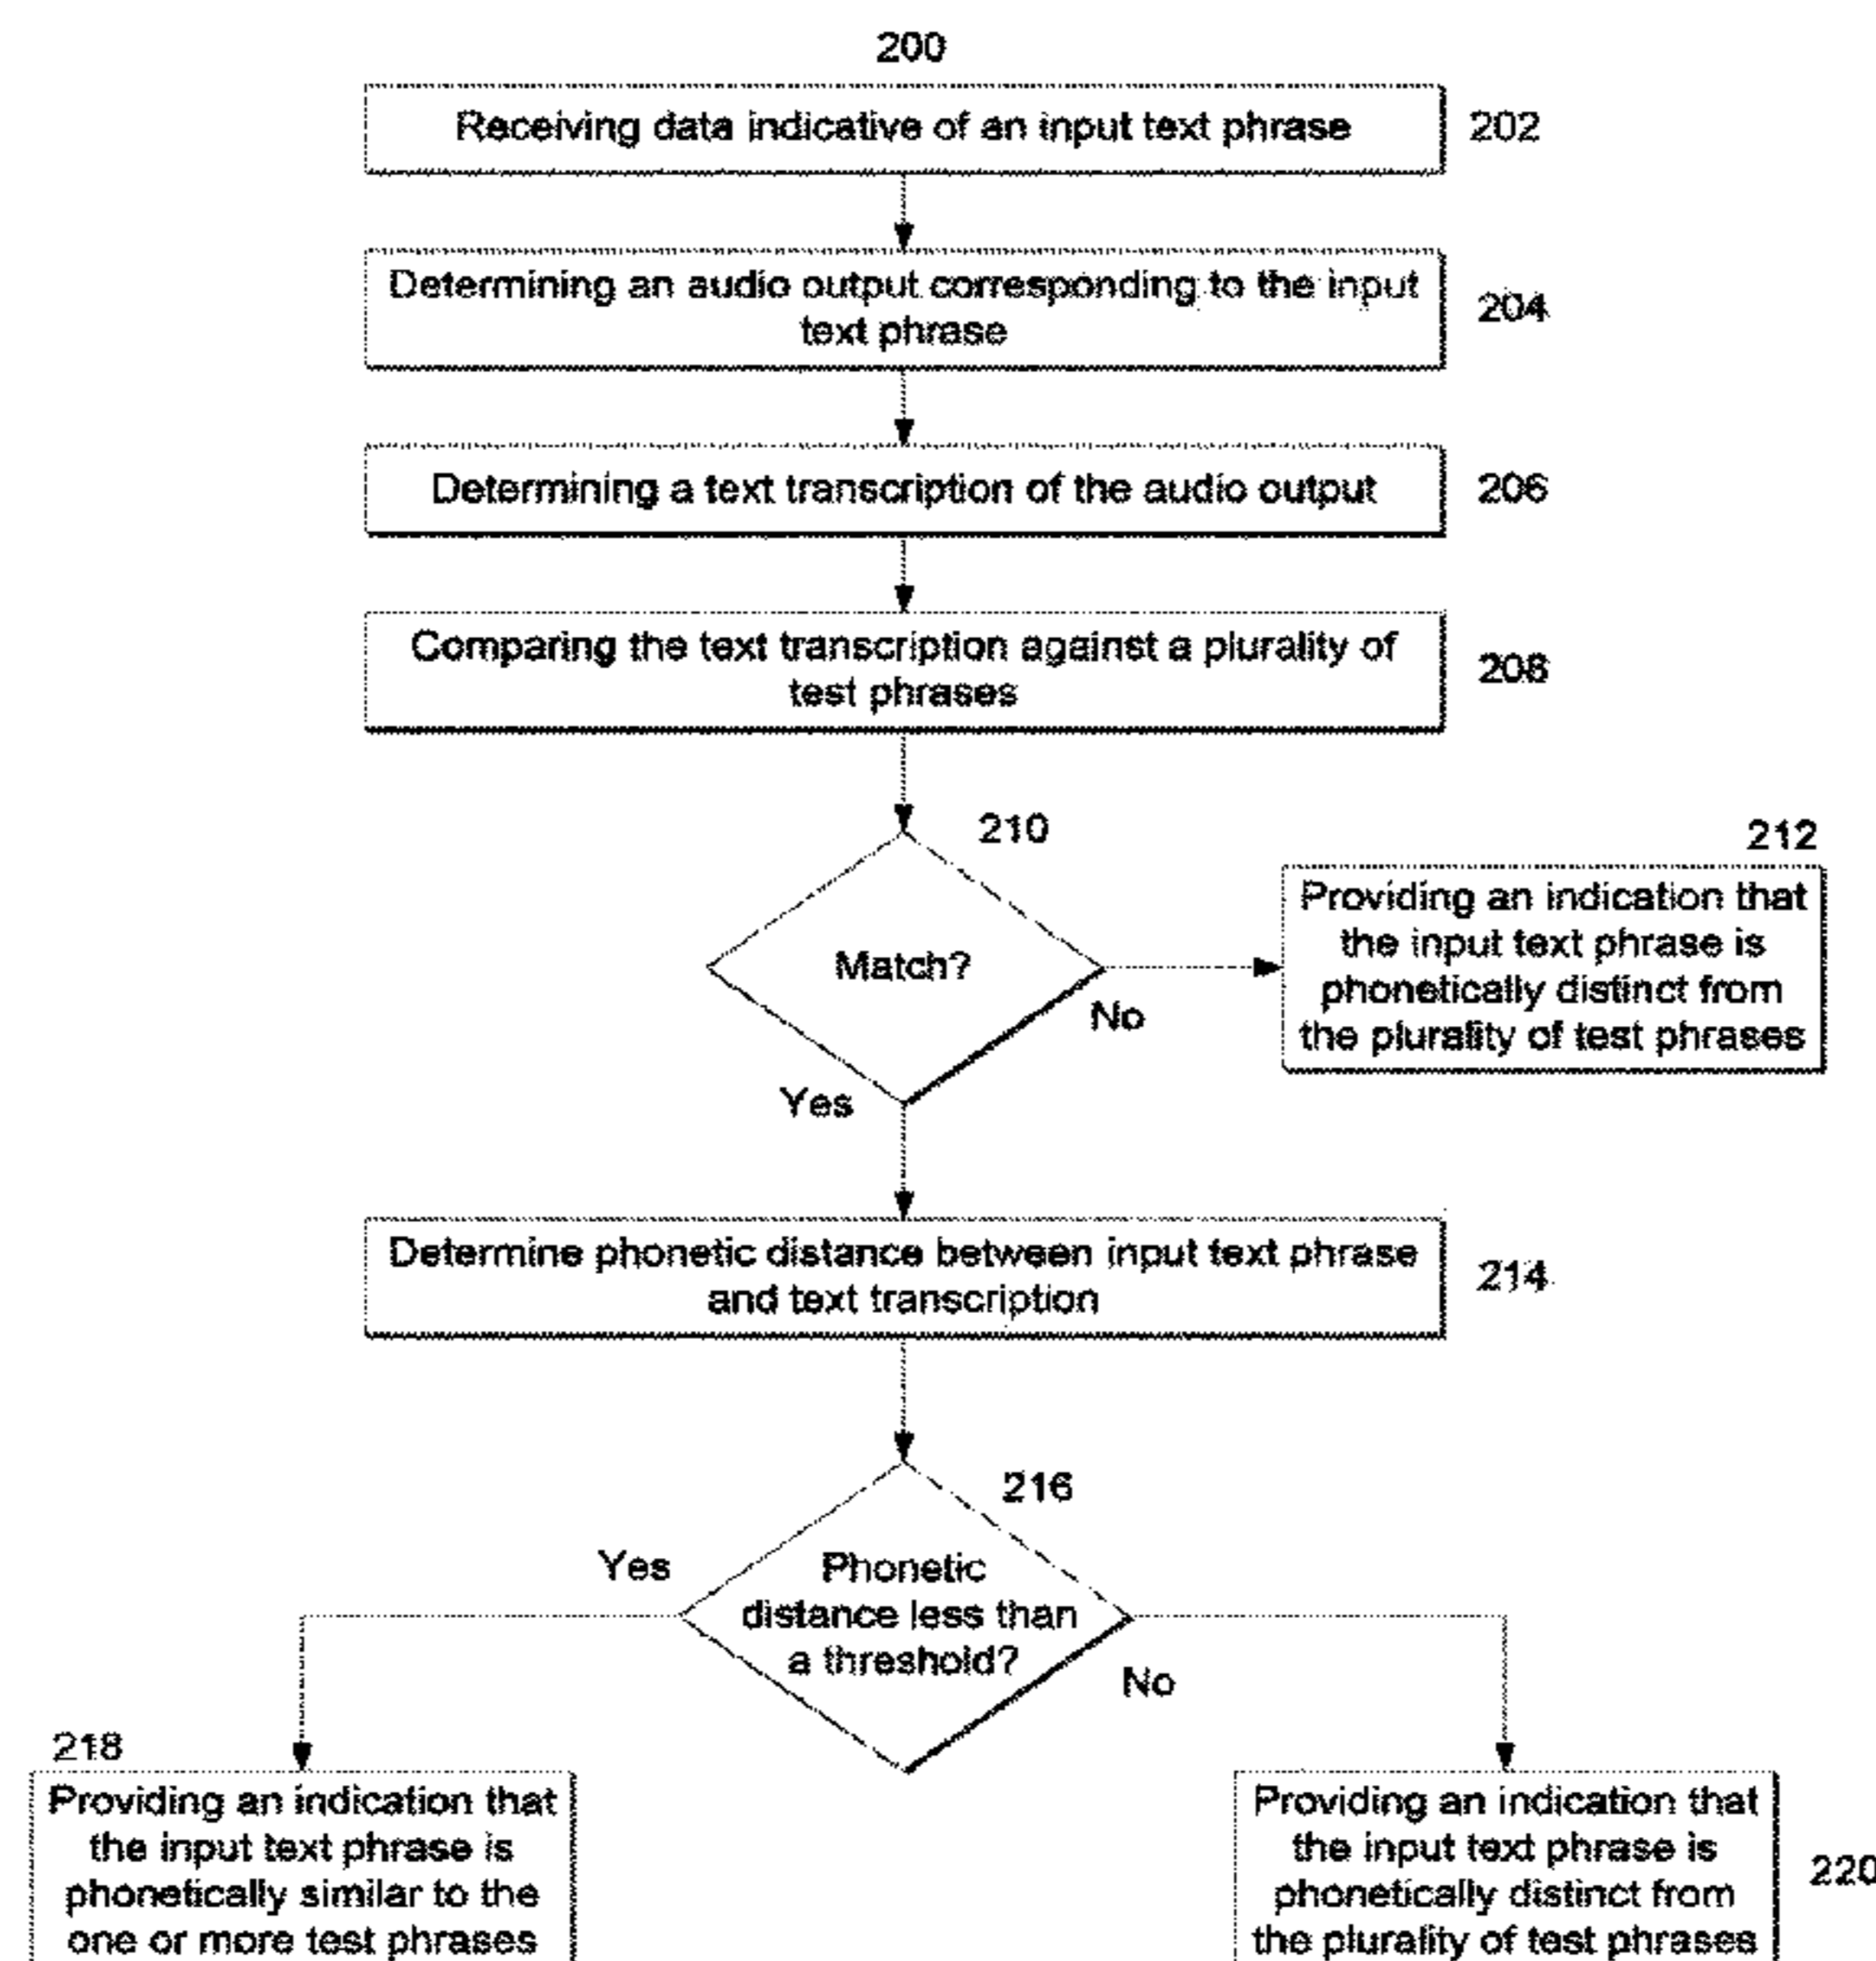 200
Receiving data indicative of an input text phrase
202
Determining an audio output corresponding to the input
text phrase
204
Determining a text transcription of the audio output
206
Comparing the text transcription against a plurality of
test phrases
208
210
Match?
No
Yes
212
Providing an indication that
the input text phrase is
phonetically distinct from
the plurality of test phrases
Determine phonetic distance between input text phrase
and text transcription
214
216
Phonetic
distance less than
a threshold?
Yes
No
218
Providing an indication that
the input text phrase is
phonetically similar to the
one or more test phrases
Providing an indication that
the input text phrase is
phonetically distinct from
the plurality of test phrases
220